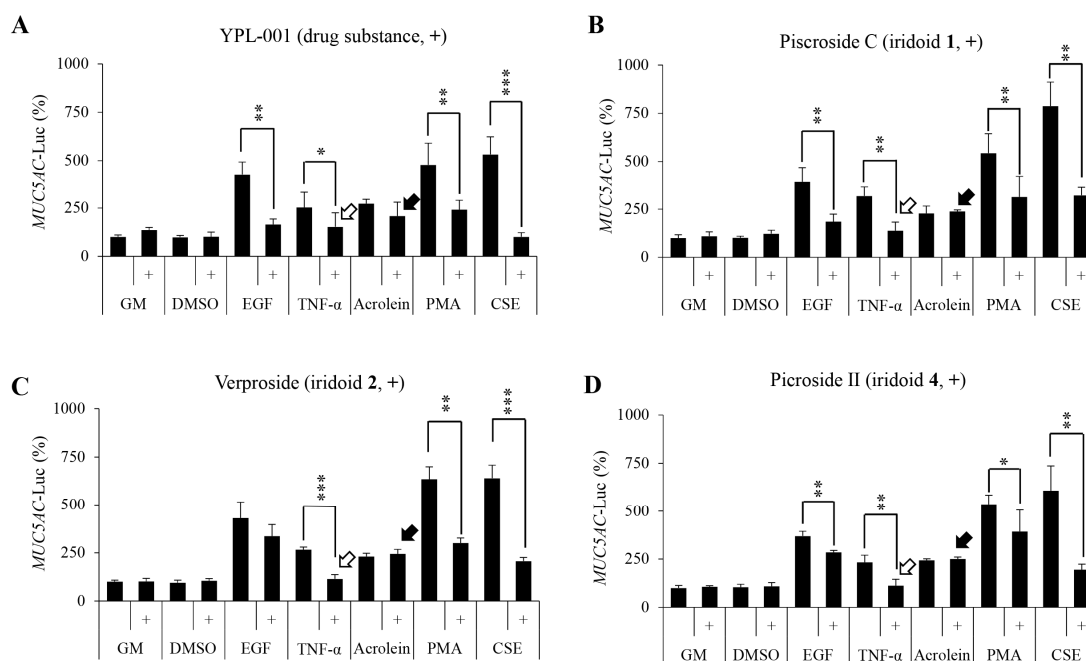 A
YPL-001 (drug substance, +)
MUC5AC-Luc (%)
1000
750
500
250
0
** * ** ***
+ + + + + + +
GM DMSO EGF TNF-α Acrolein PMA CSE
B
Piscroside C (iridoid 1, +)
MUC5AC-Luc (%)
1000
750
500
250
0
** ** ** **
+ + + + + + +
GM DMSO EGF TNF-α Acrolein PMA CSE
C
Verproside (iridoid 2, +)
MUC5AC-Luc (%)
1000
750
500
250
0
*** ** ***
+ + + + + + +
GM DMSO EGF TNF-α Acrolein PMA CSE
D
Picroside II (iridoid 4, +)
MUC5AC-Luc (%)
1000
750
500
250
0
** ** * **
+ + + + + + +
GM DMSO EGF TNF-α Acrolein PMA CSE